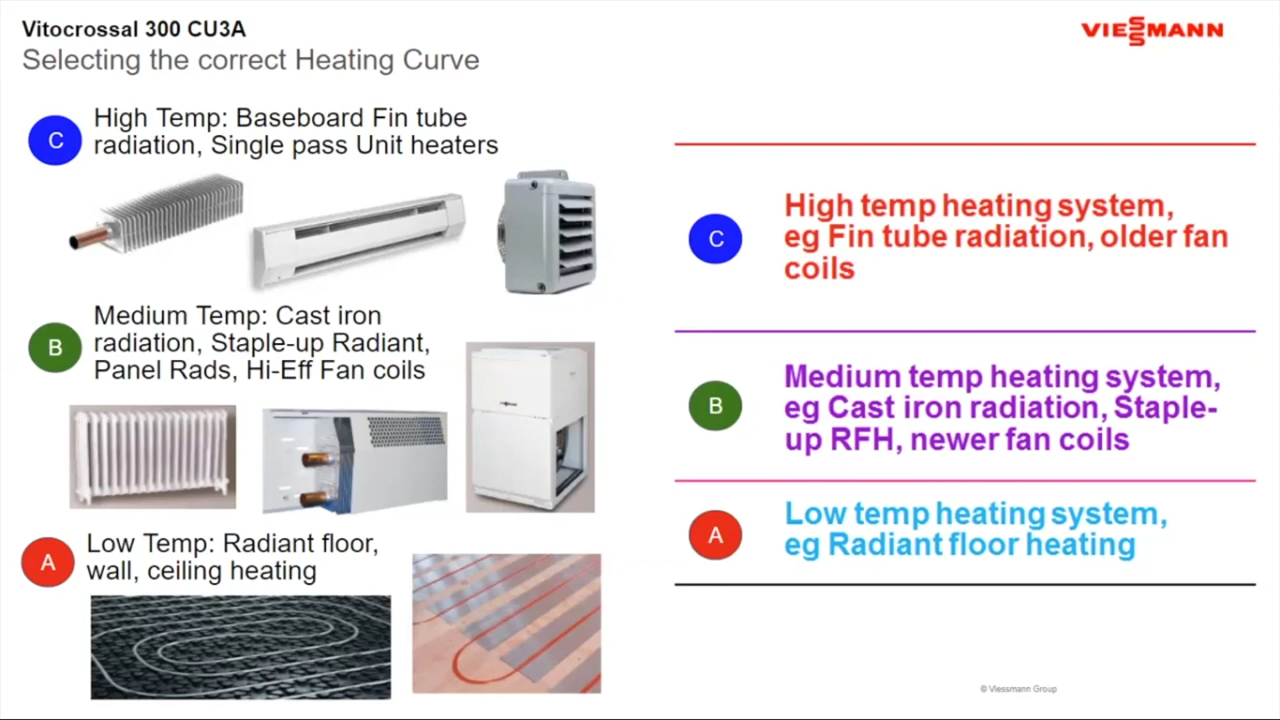 Vitocrossal 300 CU3A
Selecting the correct Heating Curve
VIESSMANN
C
High Temp: Baseboard Fin tube
radiation, Single pass Unit heaters
B
Medium Temp: Cast iron
radiation, Staple-up Radiant,
Panel Rads, Hi-Eff Fan coils
A
Low Temp: Radiant floor,
wall, ceiling heating
C
High temp heating system,
eg Fin tube radiation, older fan
coils
B
Medium temp heating system,
eg Cast iron radiation, Staple-
up RFH, newer fan coils
A
Low temp heating system,
eg Radiant floor heating
© Viessmann Group